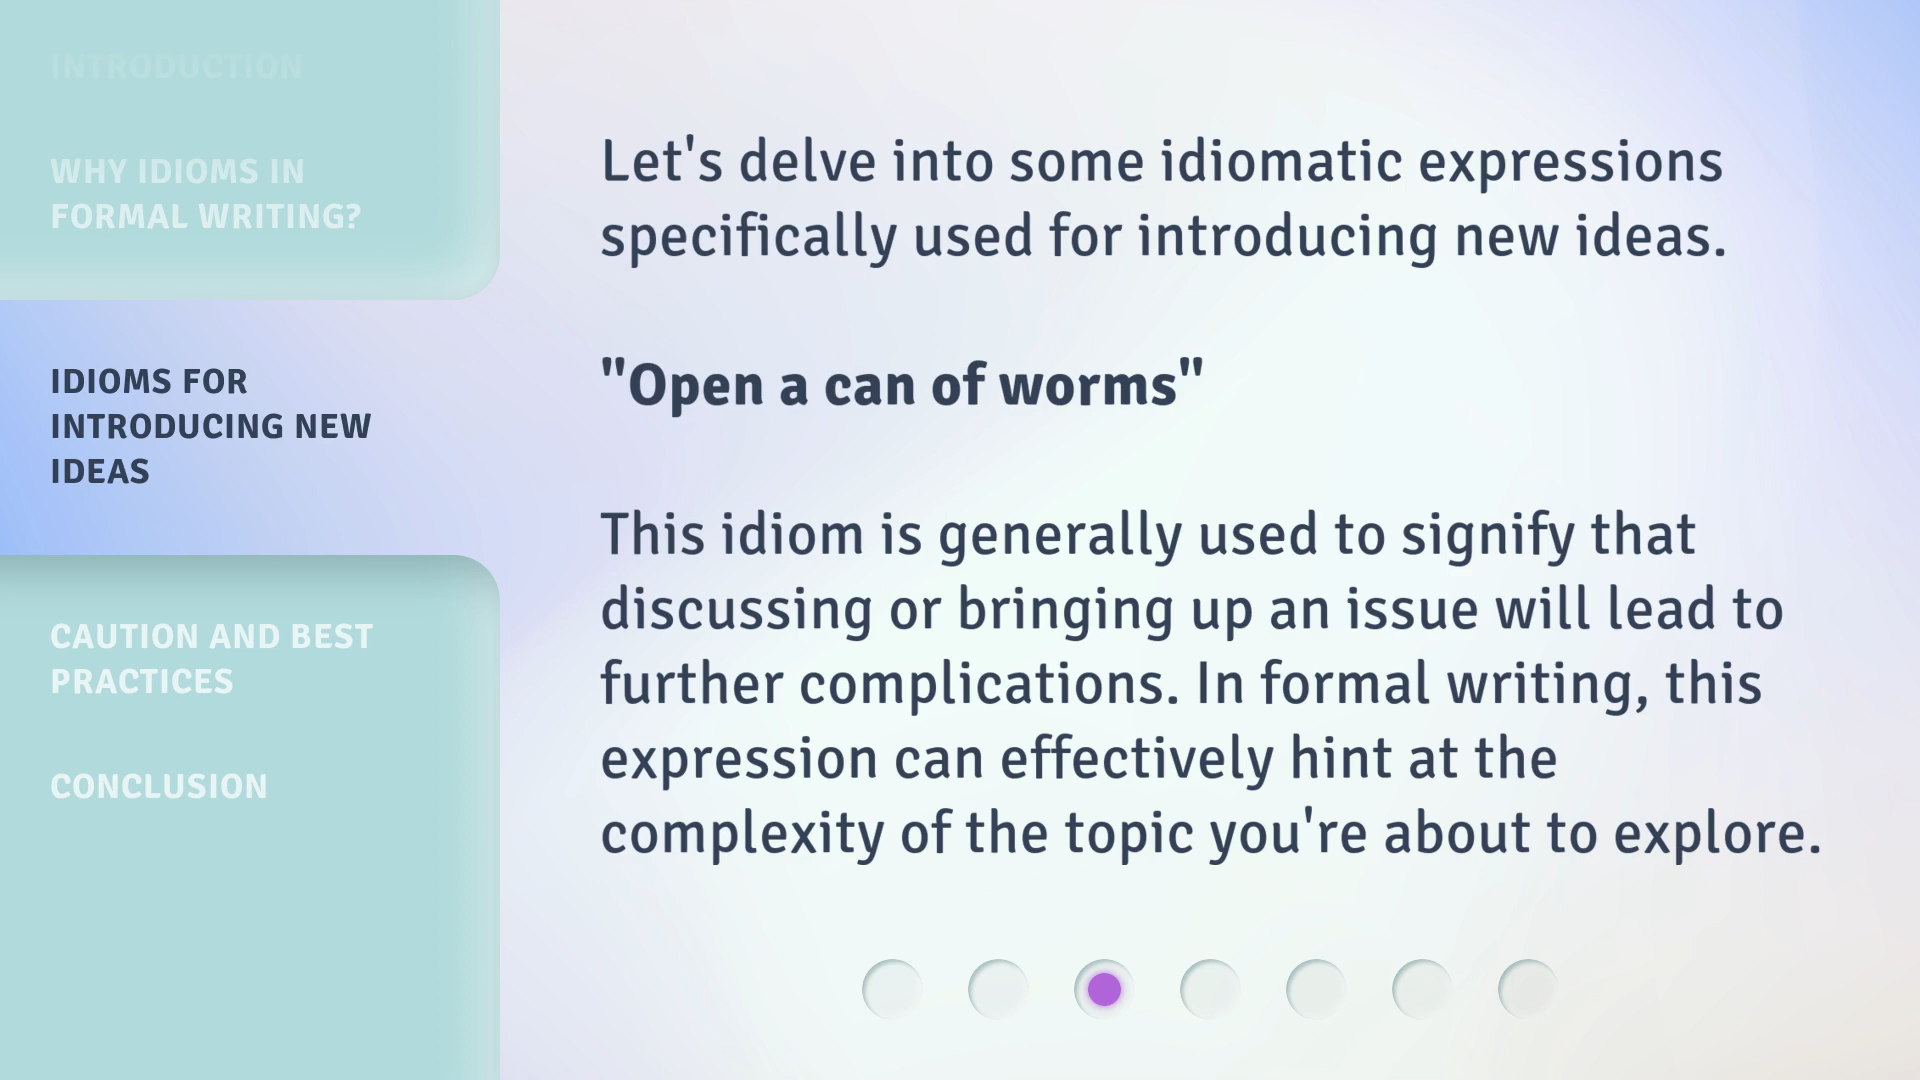 INTRODUCTION
WHY IDIOMS IN
FORMAL WRITING?
IDIOMS FOR
INTRODUCING NEW
IDEAS
CAUTION AND BEST
PRACTICES
CONCLUSION
Let's delve into some idiomatic expressions
specifically used for introducing new ideas.
"Open a can of worms"
This idiom is generally used to signify that
discussing or bringing up an issue will lead to
further complications. In formal writing, this
expression can effectively hint at the
complexity of the topic you're about to explore.